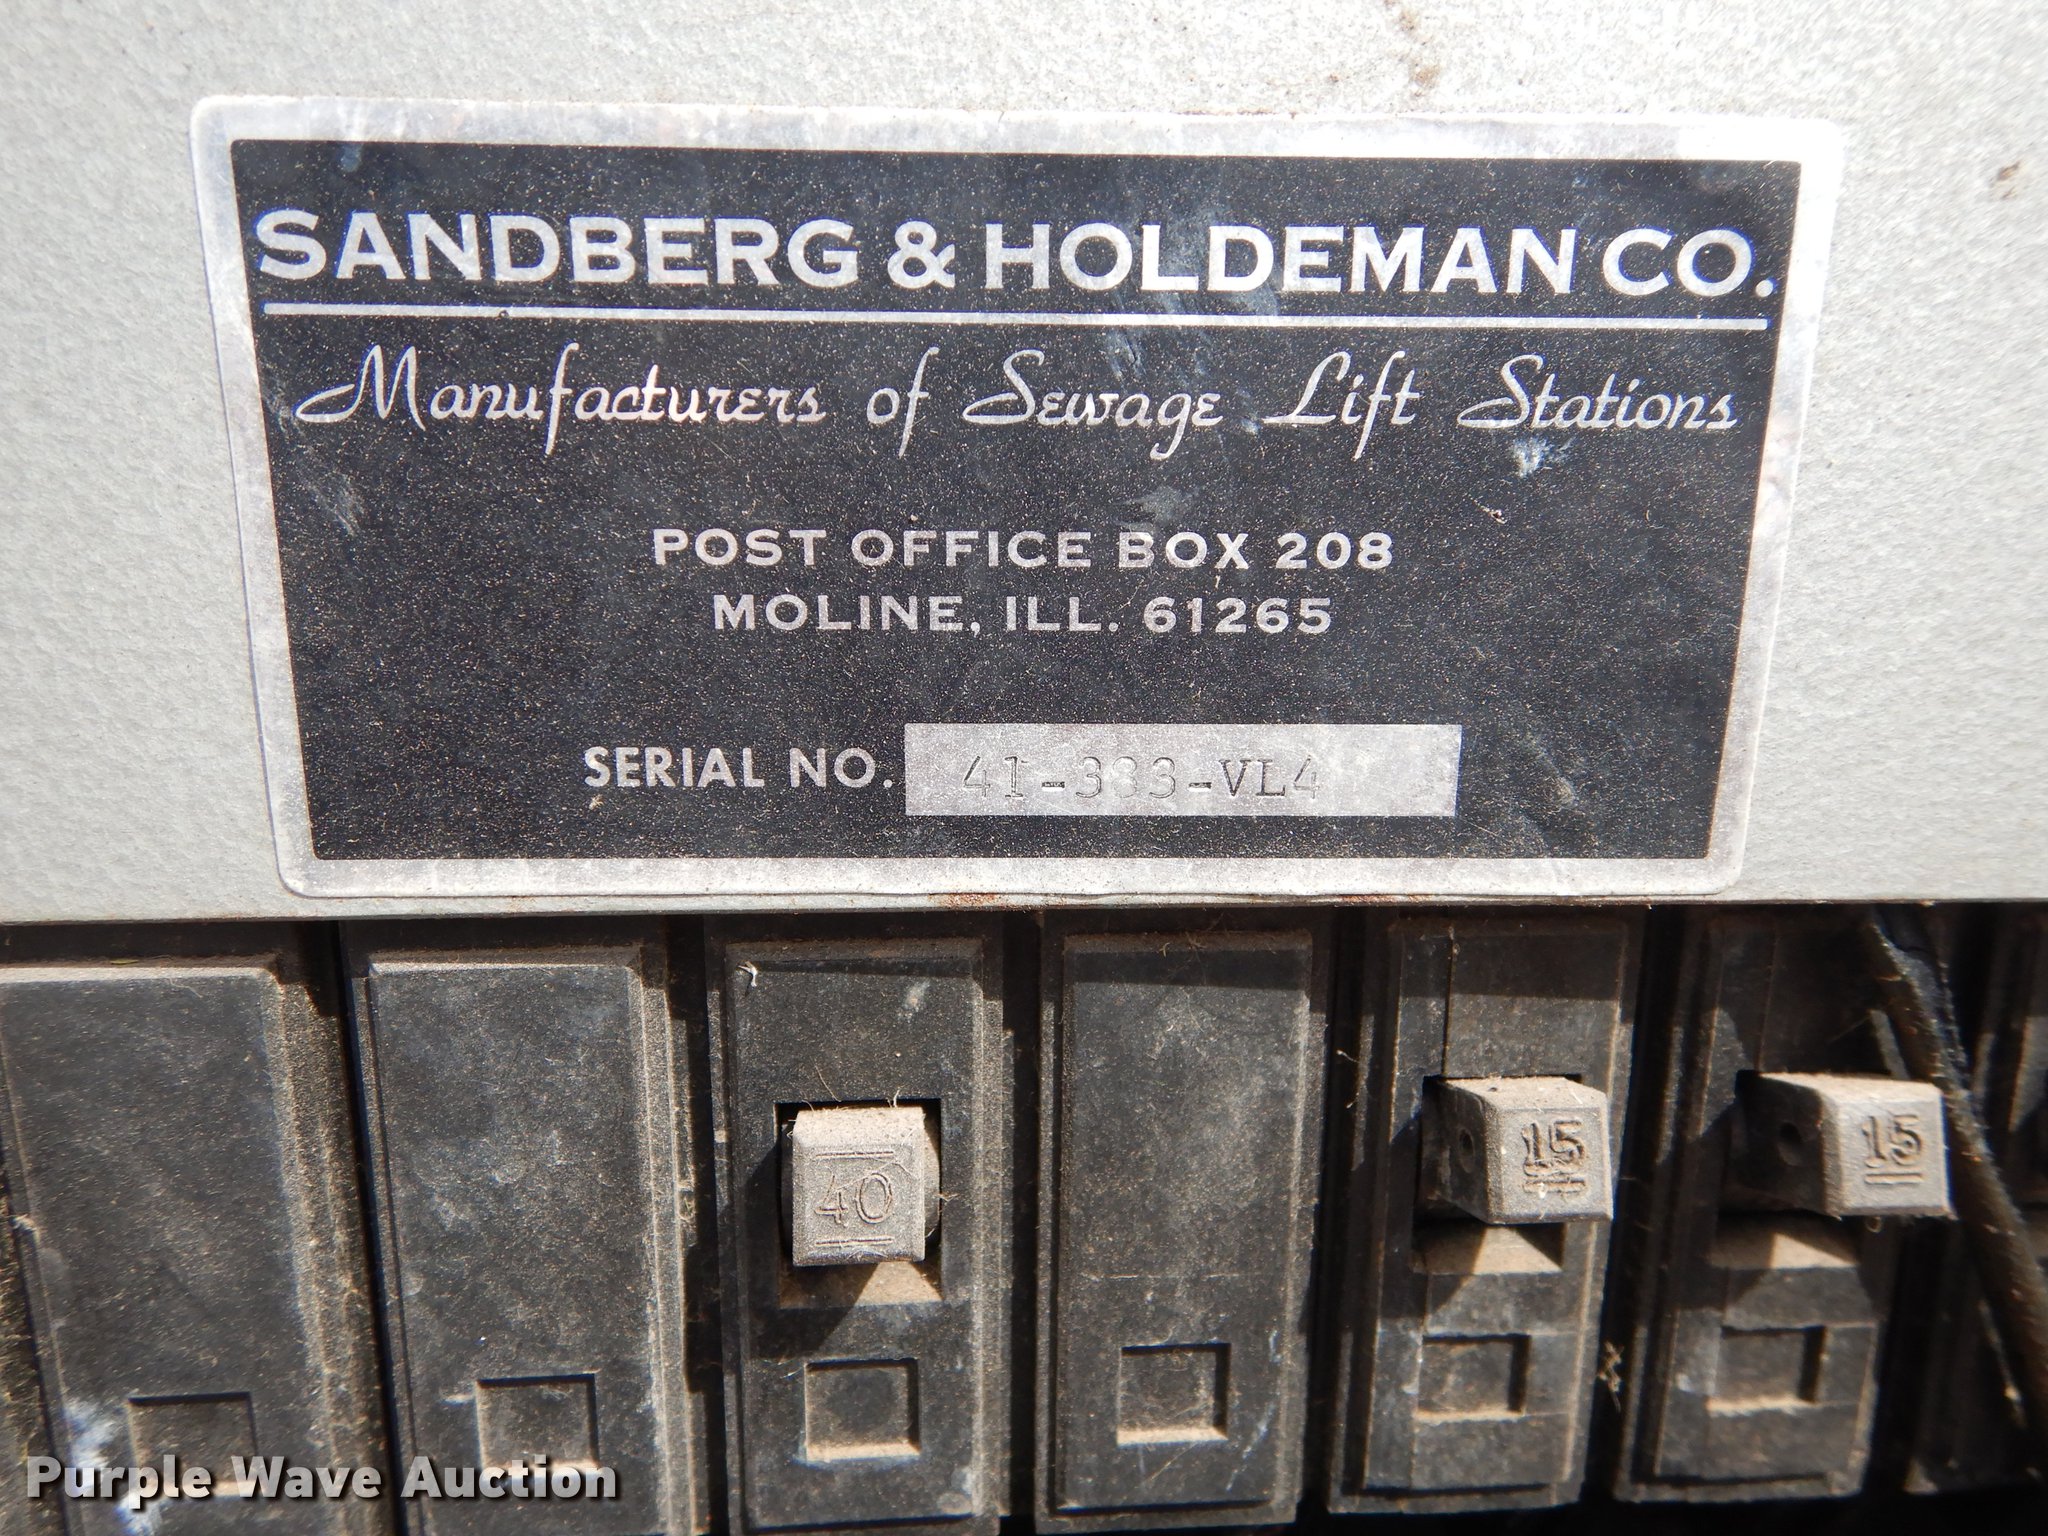 SANDBERG & HOLDEMAN CO.
Manufacturers of Sewage Lift Stations
POST OFFICE BOX 208
MOLINE, ILL. 61265
SERIAL NO. 41-383-VL4
40
15
15
Purple Wave Auction